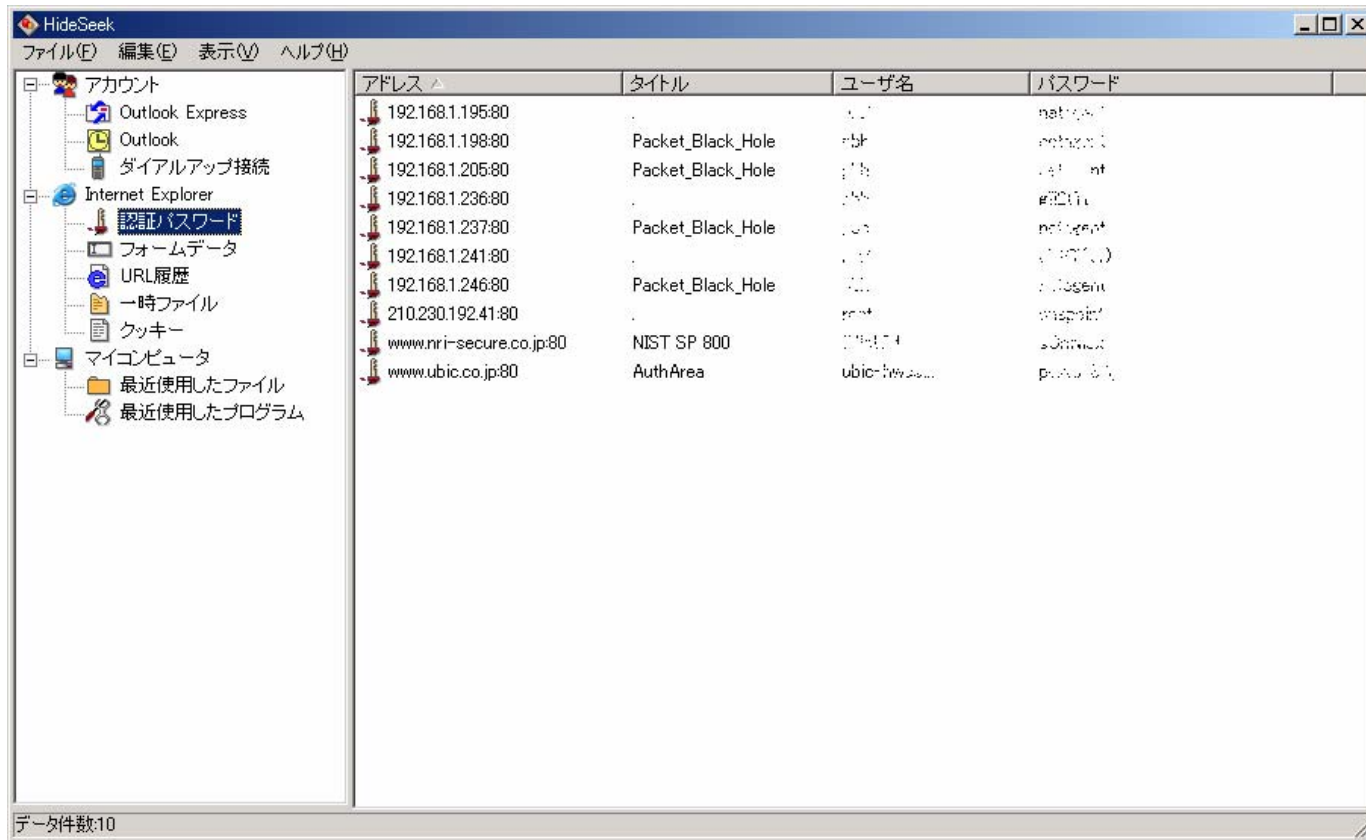 HideSeek
ファイル(F) 編集(E) 表示(V) ヘルプ(H)
アカウント
Outlook Express
Outlook
ダイアルアップ接続
Internet Explorer
認証パスワード
フォームデータ
URL履歴
一時ファイル
クッキー
マイコンピュータ
最近使用したファイル
最近使用したプログラム
アドレス タイトル ユーザ名 パスワード
192.168.1.195:80 .
192.168.1.198:80 Packet_Black_Hole
192.168.1.205:80 Packet_Black_Hole
192.168.1.236:80 .
192.168.1.237:80 Packet_Black_Hole
192.168.1.241:80 .
192.168.1.246:80 Packet_Black_Hole
210.230.192.41:80 .
www.nri-secure.co.jp:80 NIST SP 800
www.ubic.co.jp:80 AuthArea
データ件数:10